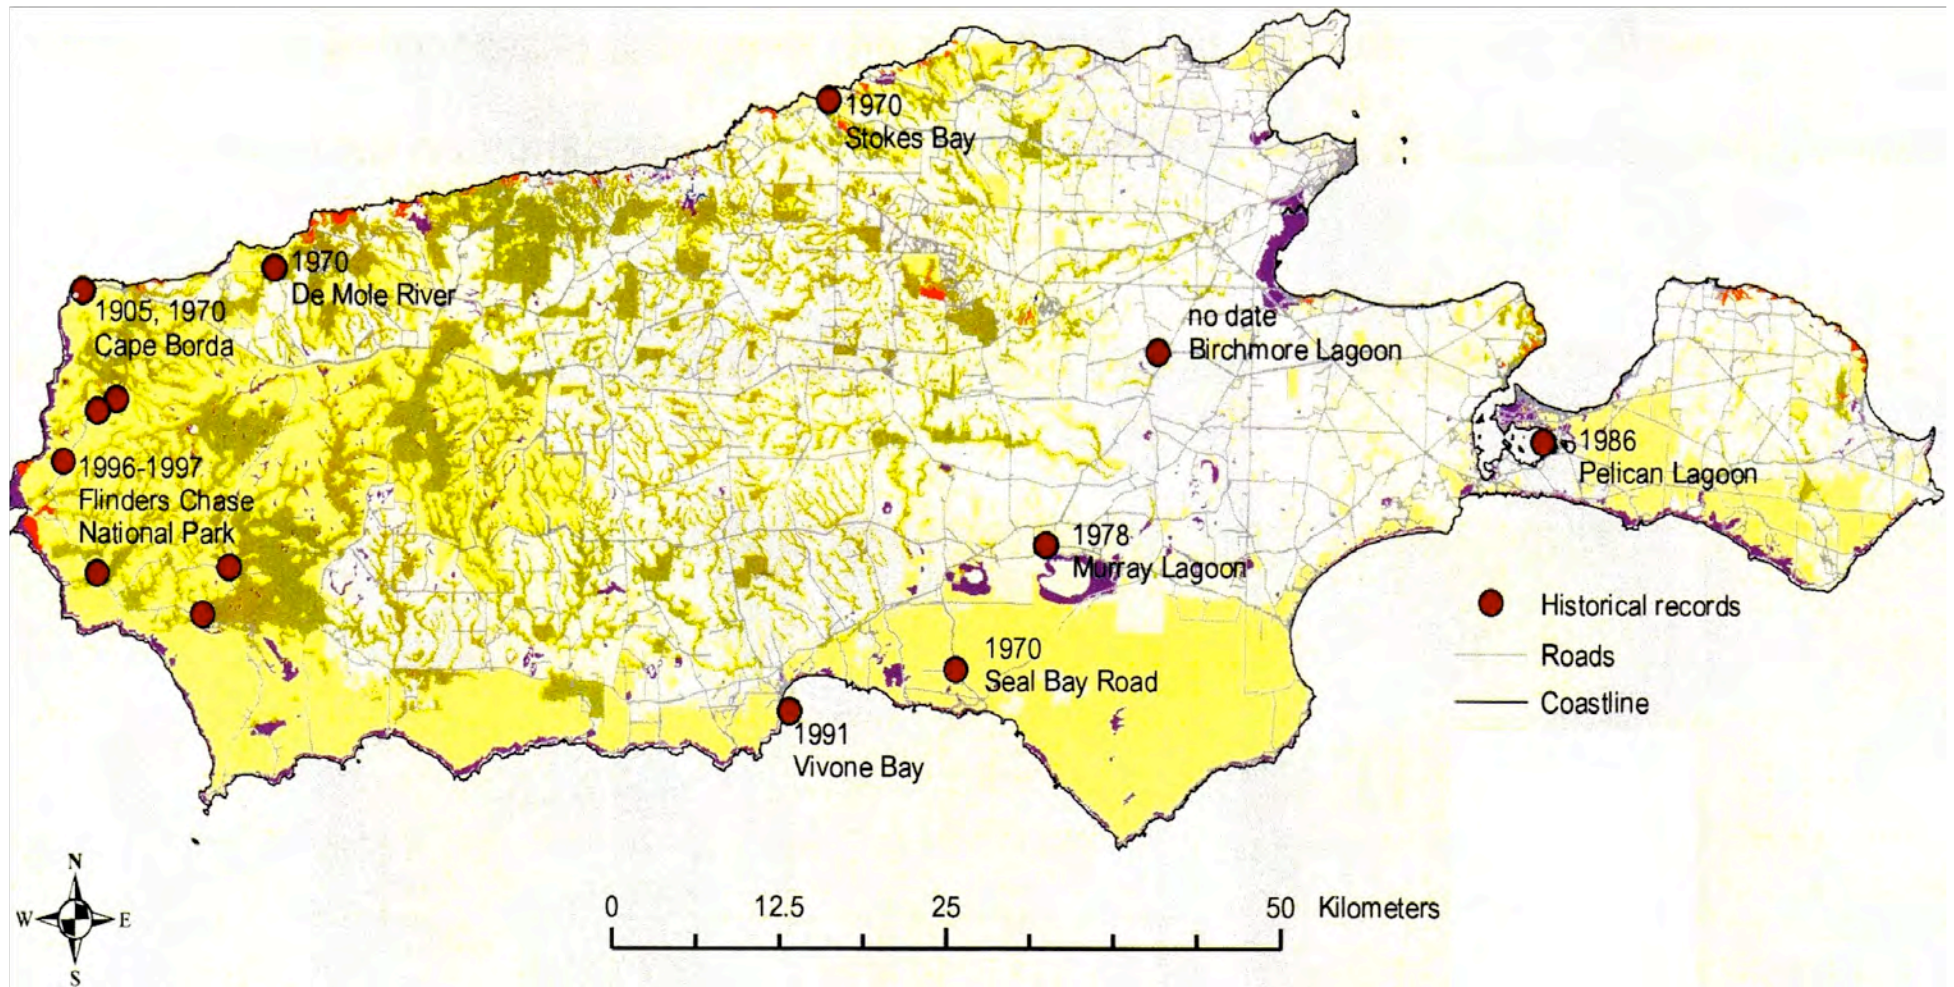 1970
Stokes Bay
1970
De Mole River
1905, 1970
Cape Borda
no date
Birchmore Lagoon
1996-1997
Flinders Chase
National Park
1986
Pelican Lagoon
1978
Murray Lagoon
1970
Seal Bay Road
1991
Vivone Bay
Historical records
Roads
Coastline
N
W E
S
0 12.5 25 50 Kilometers